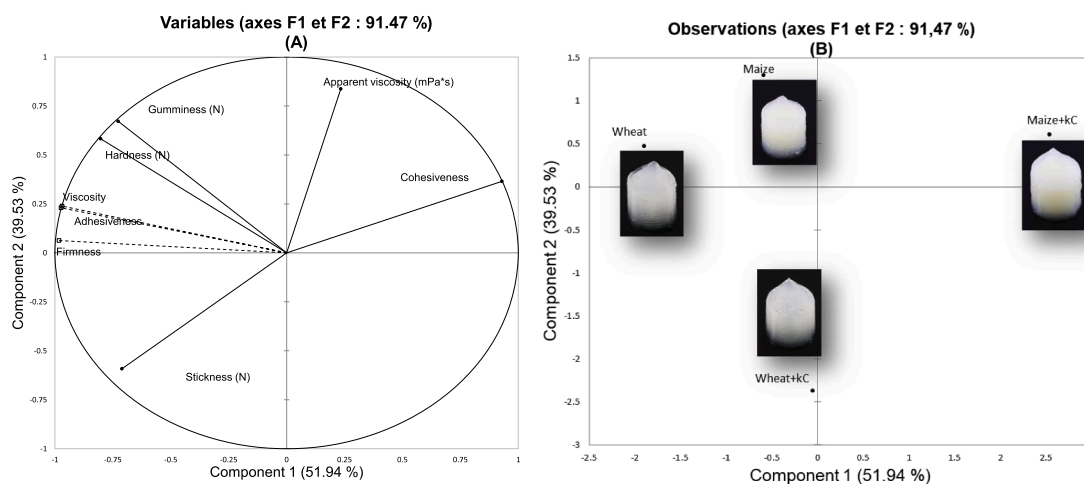 Variables (axes F1 et F2 : 91.47 %)
(A)
1
0.75
0.5
0.25
0
-0.25
-0.5
-0.75
-1
-1
-0.75
-0.5
-0.25
0
0.25
0.5
0.75
1
Component 2 (39.53 %)
Component 1 (51.94 %)
Apparent viscosity (mPa*s)
Gumminess (N)
Hardness (N)
Cohesiveness
Viscosity
Adhesiveness
Firmness
Stickness (N)
Observations (axes F1 et F2 : 91,47 %)
(B)
1.5
1
0.5
0
-0.5
-1
-1.5
-2
-2.5
-3
-2.5
-2
-1.5
-1
-0.5
0
0.5
1
1.5
2
2.5
Component 2 (39.53 %)
Component 1 (51.94 %)
Maize
Maize+kC
Wheat
Wheat+kC